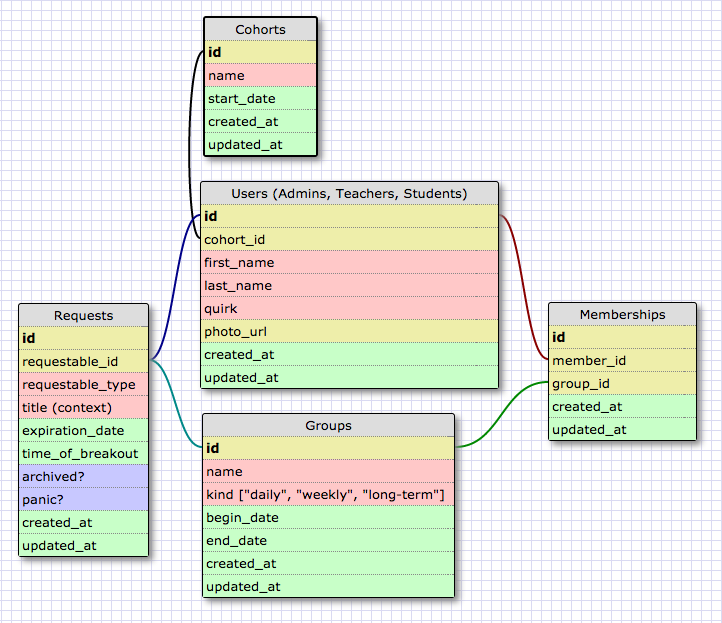 Cohorts
id
name
start_date
created_at
updated_at
Users (Admins, Teachers, Students)
id
cohort_id
first_name
last_name
quirk
photo_url
created_at
updated_at
Requests
id
requestable_id
requestable_type
title (context)
expiration_date
time_of_breakout
archived?
panic?
created_at
updated_at
Memberships
id
member_id
group_id
created_at
updated_at
Groups
id
name
kind ["daily", "weekly", "long-term"]
begin_date
end_date
created_at
updated_at